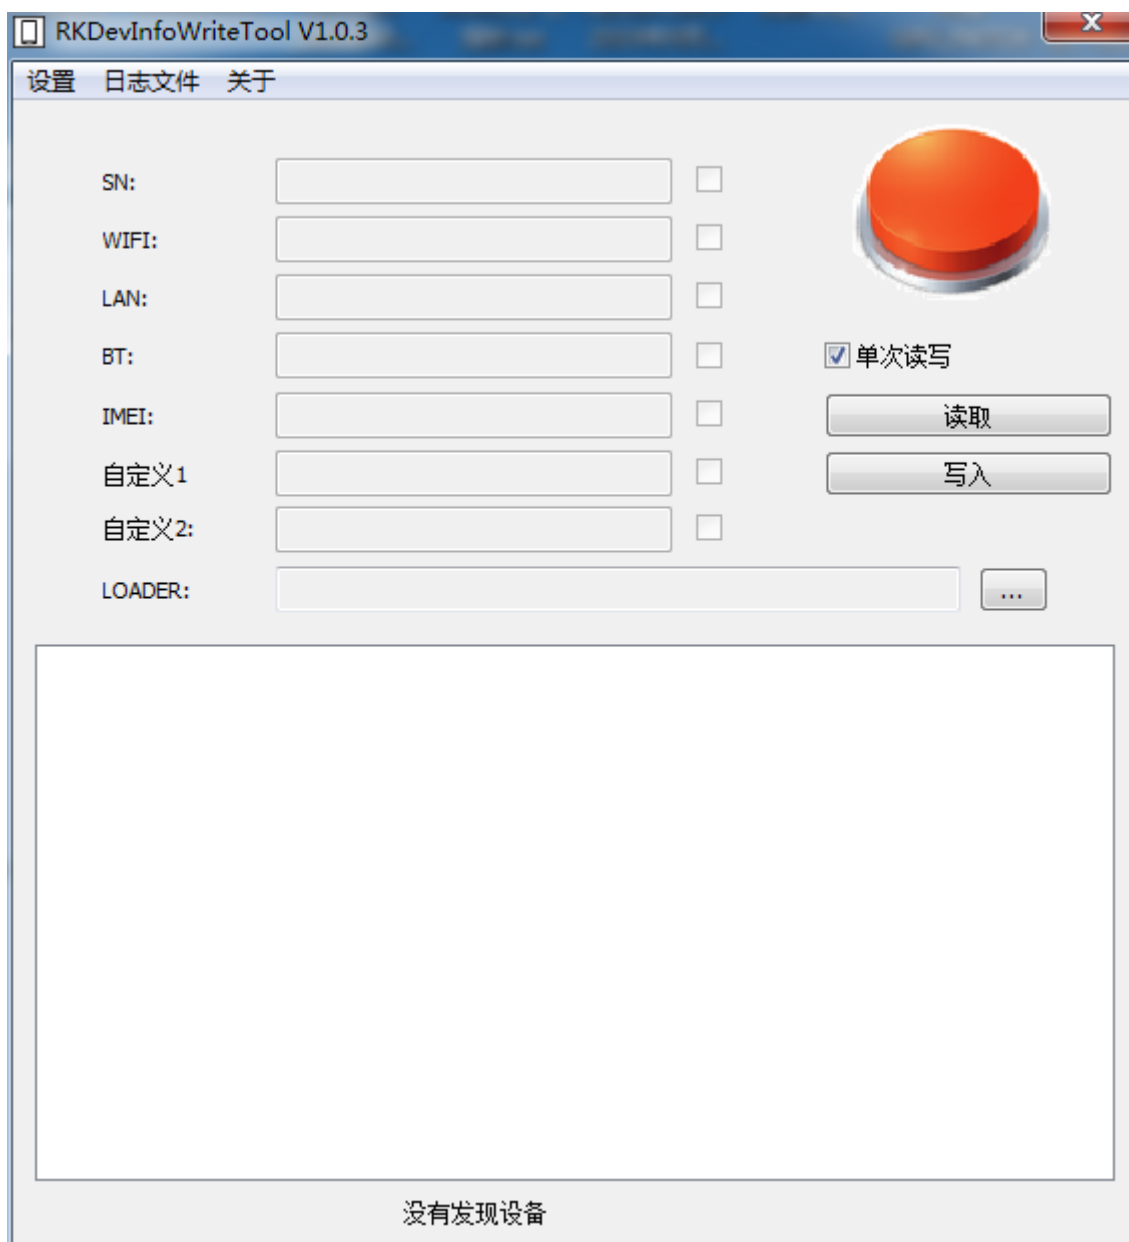 RKDevInfoWriteTool V1.0.3
设置 日志文件 关于
SN:
WIFI:
LAN:
BT:
单次读写
IMEI:
读取
自定义1
写入
自定义2:
LOADER:
...
没有发现设备